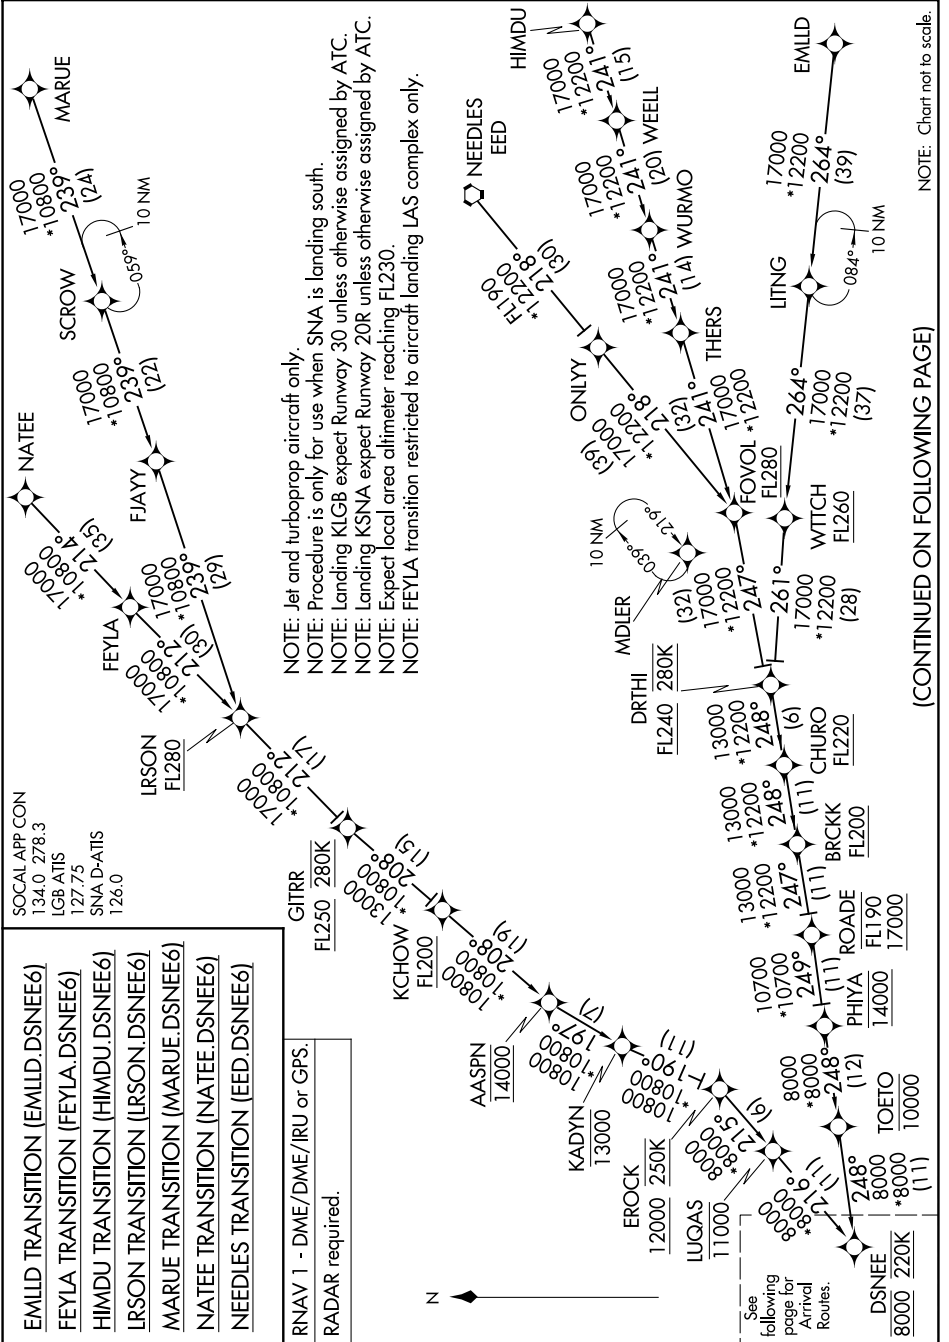 EMLLD TRANSITION (EMLLD.DSNEE6)
FEYLA TRANSITION (FEYLA.DSNEE6)
HIMDU TRANSITION (HIMDU.DSNEE6)
LRSON TRANSITION (LRSON.DSNEE6)
MARUE TRANSITION (MARUE.DSNEE6)
NATEE TRANSITION (NATEE.DSNEE6)
NEEDLES TRANSITION (EED.DSNEE6)
RNAV 1 - DME/DME/IRU or GPS.
RADAR required.
SOCAL APP CON
134.0 278.3
LGB ATIS
127.75
SNA D-ATIS
126.0
NATEE
17000
*10800
214°
(35)
FEYLA
17000
*10800
212°
(30)
MARUE
17000
*10800
239°
(24)
SCROW
059°
10 NM
17000
*10800
239°
(22)
FJAYY
17000
*10800
239°
(29)
LRSON
FL280
17000
*10800
212°
(17)
GITRR
FL250 280K
13000
*10800
208°
(15)
KCHOW
FL200
10800
*10800
208°
(19)
AASPN
14000
10800
*10800
197°
(7)
KADYN
13000
10800
*10800
190°
(11)
EROCK
12000 250K
8000
*8000
215°
(6)
LUQAS
11000
8000
*8000
216°
(11)
NOTE: Jet and turboprop aircraft only.
NOTE: Procedure is only for use when SNA is landing south.
NOTE: Landing KLGB expect Runway 30 unless otherwise assigned by ATC.
NOTE: Landing KSNA expect Runway 20R unless otherwise assigned by ATC.
NOTE: Expect local area altimeter reaching FL230.
NOTE: FEYLA transition restricted to aircraft landing LAS complex only.
NEEDLES
EED
FL190
*12200
218°
(30)
ONLYY
(39)
17000
*12200
218°
HIMDU
17000
*12200
241°
(15)
WEELL
17000
*12200
241°
(20)
WURMO
17000
*12200
241°
(14)
THERS
(32)
241°
17000
*12200
FOVOL
FL280
MDLER
10 NM
039°
219°
(32)
17000
*12200
247°
EMLLD
17000
*12200
264°
(39)
LITNG
084°
10 NM
264°
17000
*12200
(37)
WTTCH
FL260
261°
17000
*12200
(28)
DRTHI
FL240 280K
13000
*12200
248°
(6)
CHURO
FL220
13000
*12200
248°
(11)
BRCKK
FL200
13000
*12200
247°
(11)
ROADE
FL190
17000
10700
*10700
249°
(11)
PHIYA
14000
8000
*8000
248°
(12)
TOETO
10000
248°
8000
*8000
(11)
DSNEE
8000 220K
See
following
page for
Arrival
Routes.
N
(CONTINUED ON FOLLOWING PAGE)
NOTE: Chart not to scale.